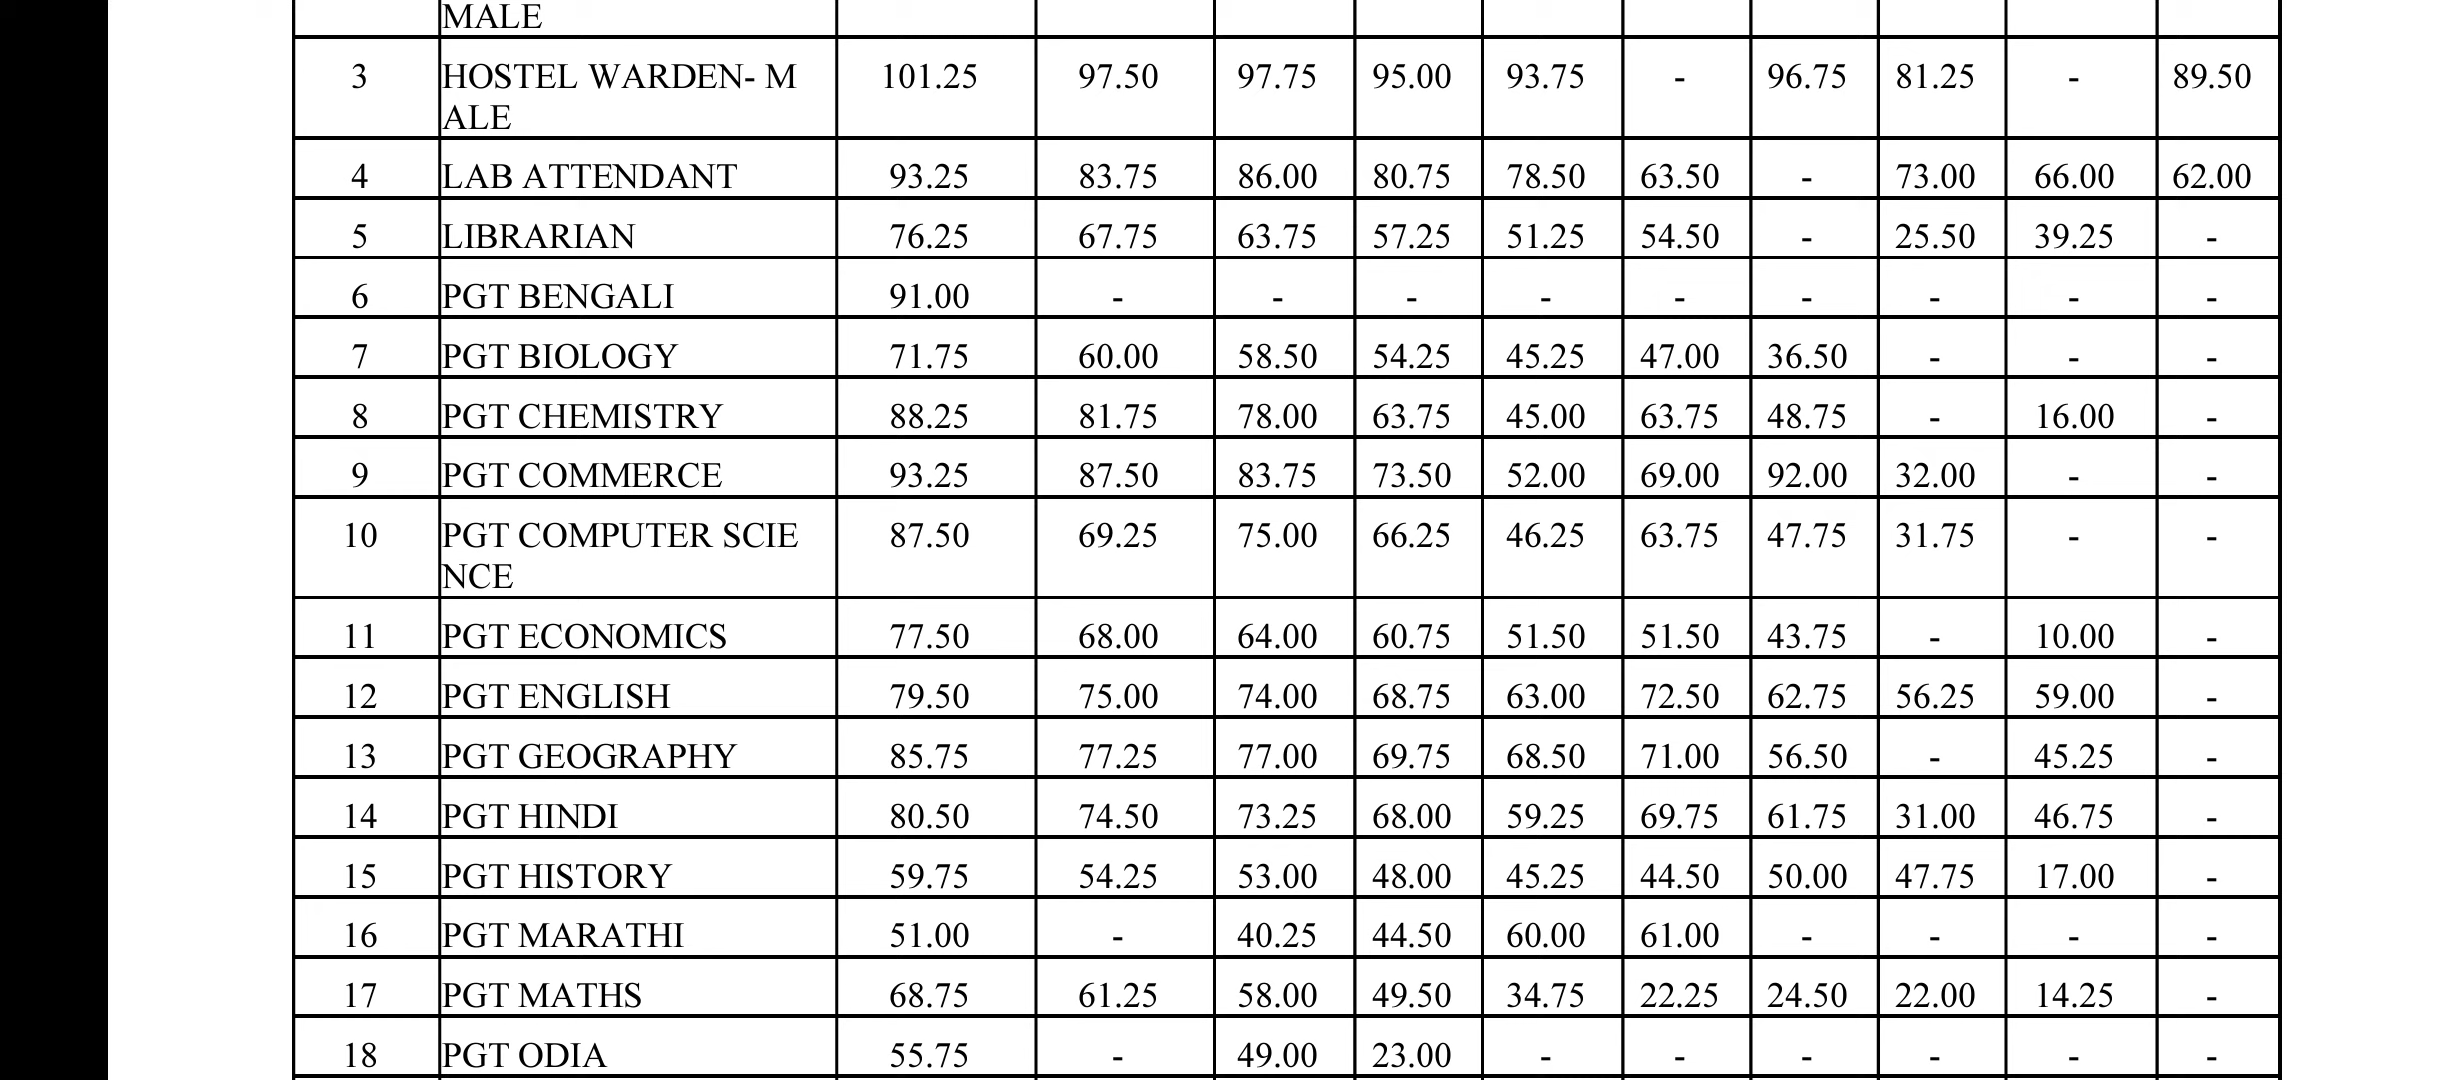 MALE
3 HOSTEL WARDEN- M 101.25 97.50 97.75 95.00 93.75 - 96.75 81.25 - 89.50
ALE
4 LAB ATTENDANT 93.25 83.75 86.00 80.75 78.50 63.50 - 73.00 66.00 62.00
5 LIBRARIAN 76.25 67.75 63.75 57.25 51.25 54.50 - 25.50 39.25 -
6 PGT BENGALI 91.00 - - - - - - - - -
7 PGT BIOLOGY 71.75 60.00 58.50 54.25 45.25 47.00 36.50 - - -
8 PGT CHEMISTRY 88.25 81.75 78.00 63.75 45.00 63.75 48.75 - 16.00 -
9 PGT COMMERCE 93.25 87.50 83.75 73.50 52.00 69.00 92.00 32.00 - -
10 PGT COMPUTER SCIE 87.50 69.25 75.00 66.25 46.25 63.75 47.75 31.75 - -
NCE
11 PGT ECONOMICS 77.50 68.00 64.00 60.75 51.50 51.50 43.75 - 10.00 -
12 PGT ENGLISH 79.50 75.00 74.00 68.75 63.00 72.50 62.75 56.25 59.00 -
13 PGT GEOGRAPHY 85.75 77.25 77.00 69.75 68.50 71.00 56.50 - 45.25 -
14 PGT HINDI 80.50 74.50 73.25 68.00 59.25 69.75 61.75 31.00 46.75 -
15 PGT HISTORY 59.75 54.25 53.00 48.00 45.25 44.50 50.00 47.75 17.00 -
16 PGT MARATHI 51.00 - 40.25 44.50 60.00 61.00 - - - -
17 PGT MATHS 68.75 61.25 58.00 49.50 34.75 22.25 24.50 22.00 14.25 -
18 PGT ODIA 55.75 - 49.00 23.00 - - - - - -